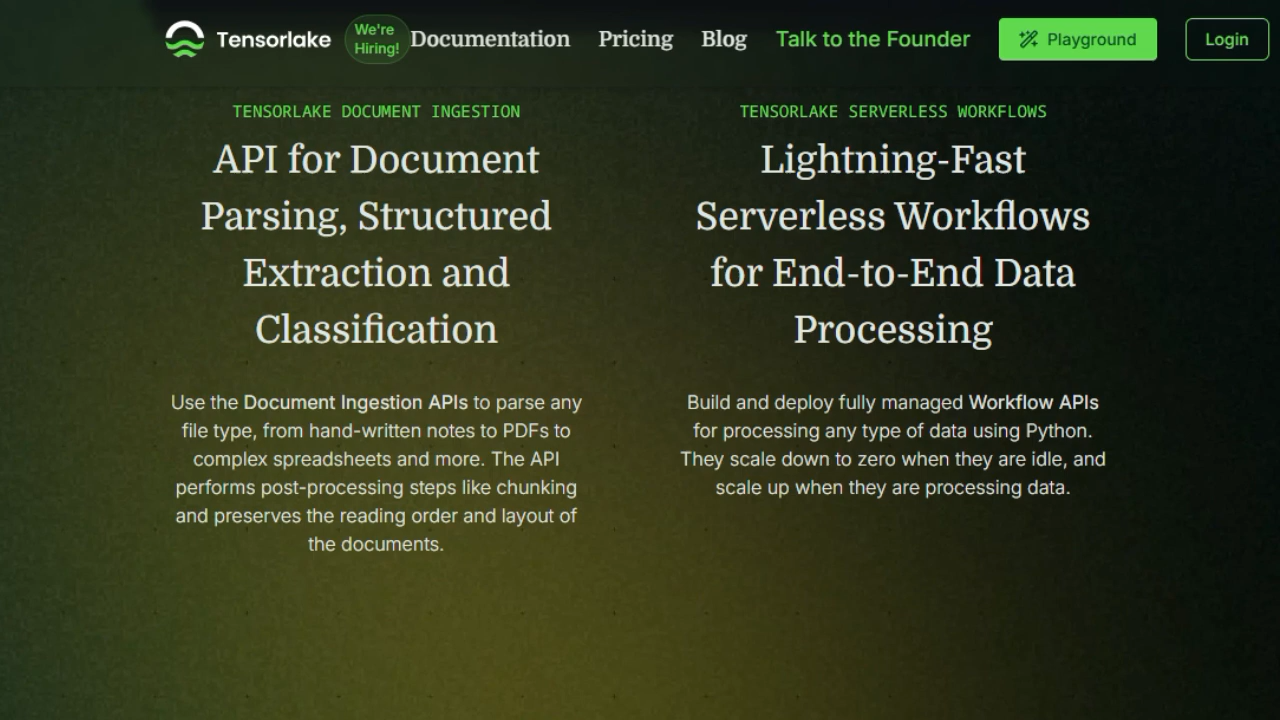 Tensorlake
We're
Hiring!
Documentation
Pricing
Blog
Talk to the Founder
Playground
Login
TENSORLAKE DOCUMENT INGESTION
API for Document
Parsing, Structured
Extraction and
Classification
Use the Document Ingestion APIs to parse any
file type, from hand-written notes to PDFs to
complex spreadsheets and more. The API
performs post-processing steps like chunking
and preserves the reading order and layout of
the documents.
TENSORLAKE SERVERLESS WORKFLOWS
Lightning-Fast
Serverless Workflows
for End-to-End Data
Processing
Build and deploy fully managed Workflow APIs
for processing any type of data using Python.
They scale down to zero when they are idle, and
scale up when they are processing data.